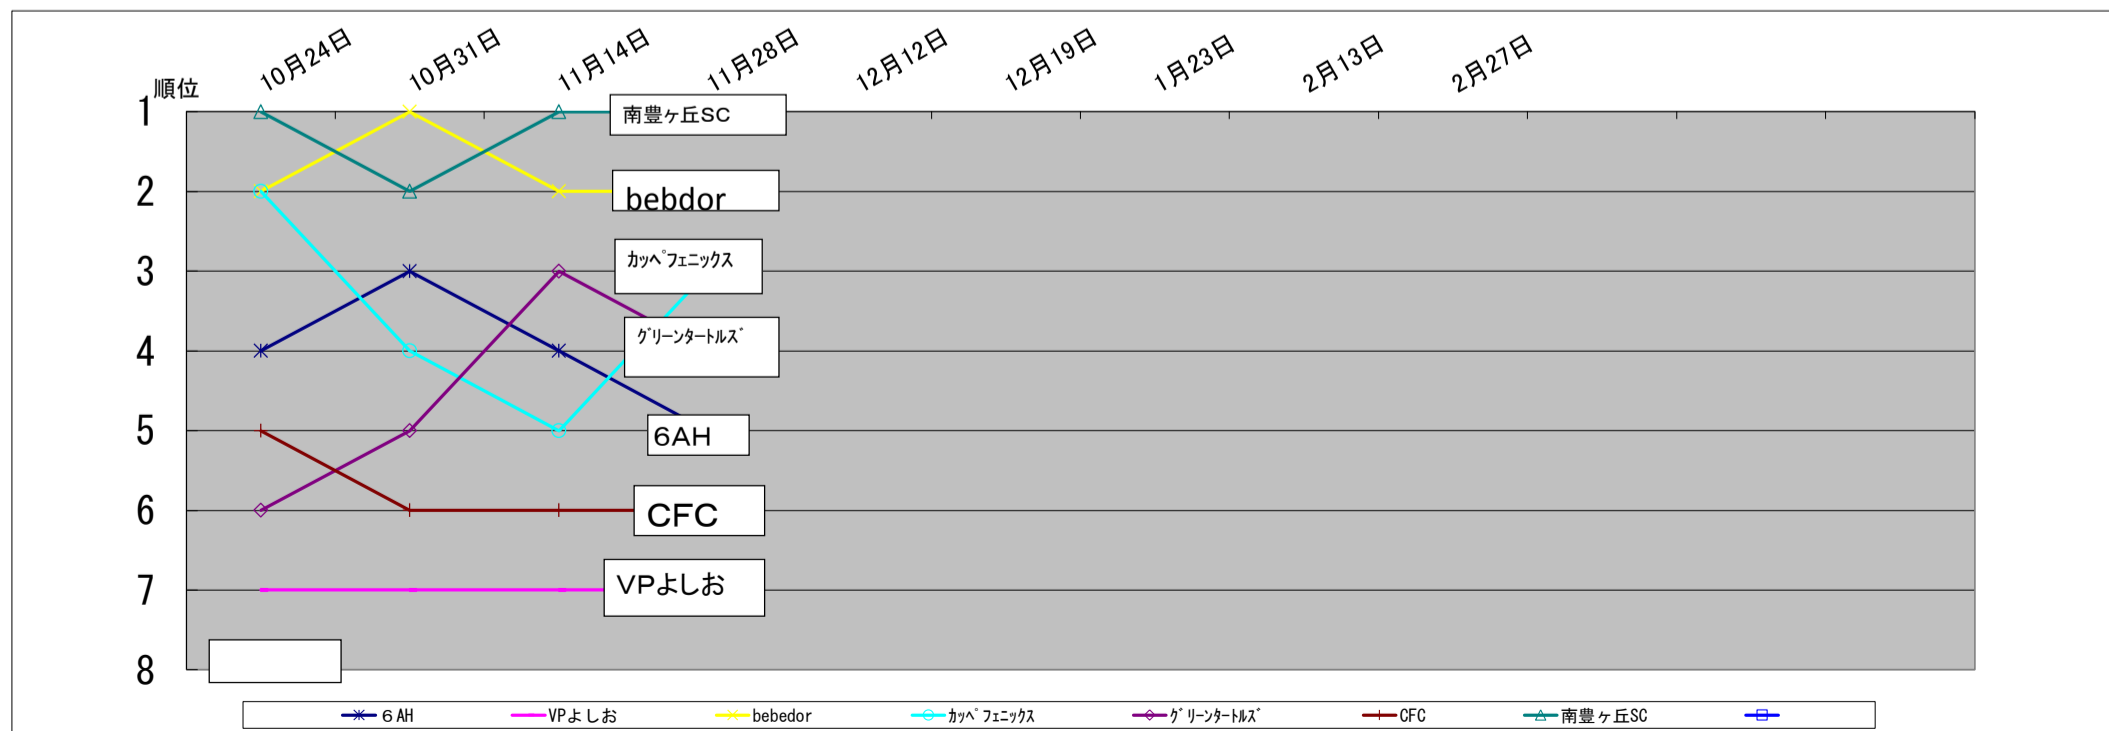 10月24日
10月31日
11月14日
11月28日
12月12日
12月19日
1月23日
2月13日
2月27日
順位
1
2
3
4
5
6
7
8
南豊ヶ丘SC
bebdor
ｶｯﾍﾟﾌｪﾆｯｸｽ
ｸﾞﾘｰﾝﾀｰﾄﾙｽﾞ
６AH
CFC
VPよしお
６AH
VPよしお
bebedor
ｶｯﾍﾟﾌｪﾆｯｸｽ
ｸﾞﾘｰﾝﾀｰﾄﾙｽﾞ
CFC
南豊ヶ丘SC